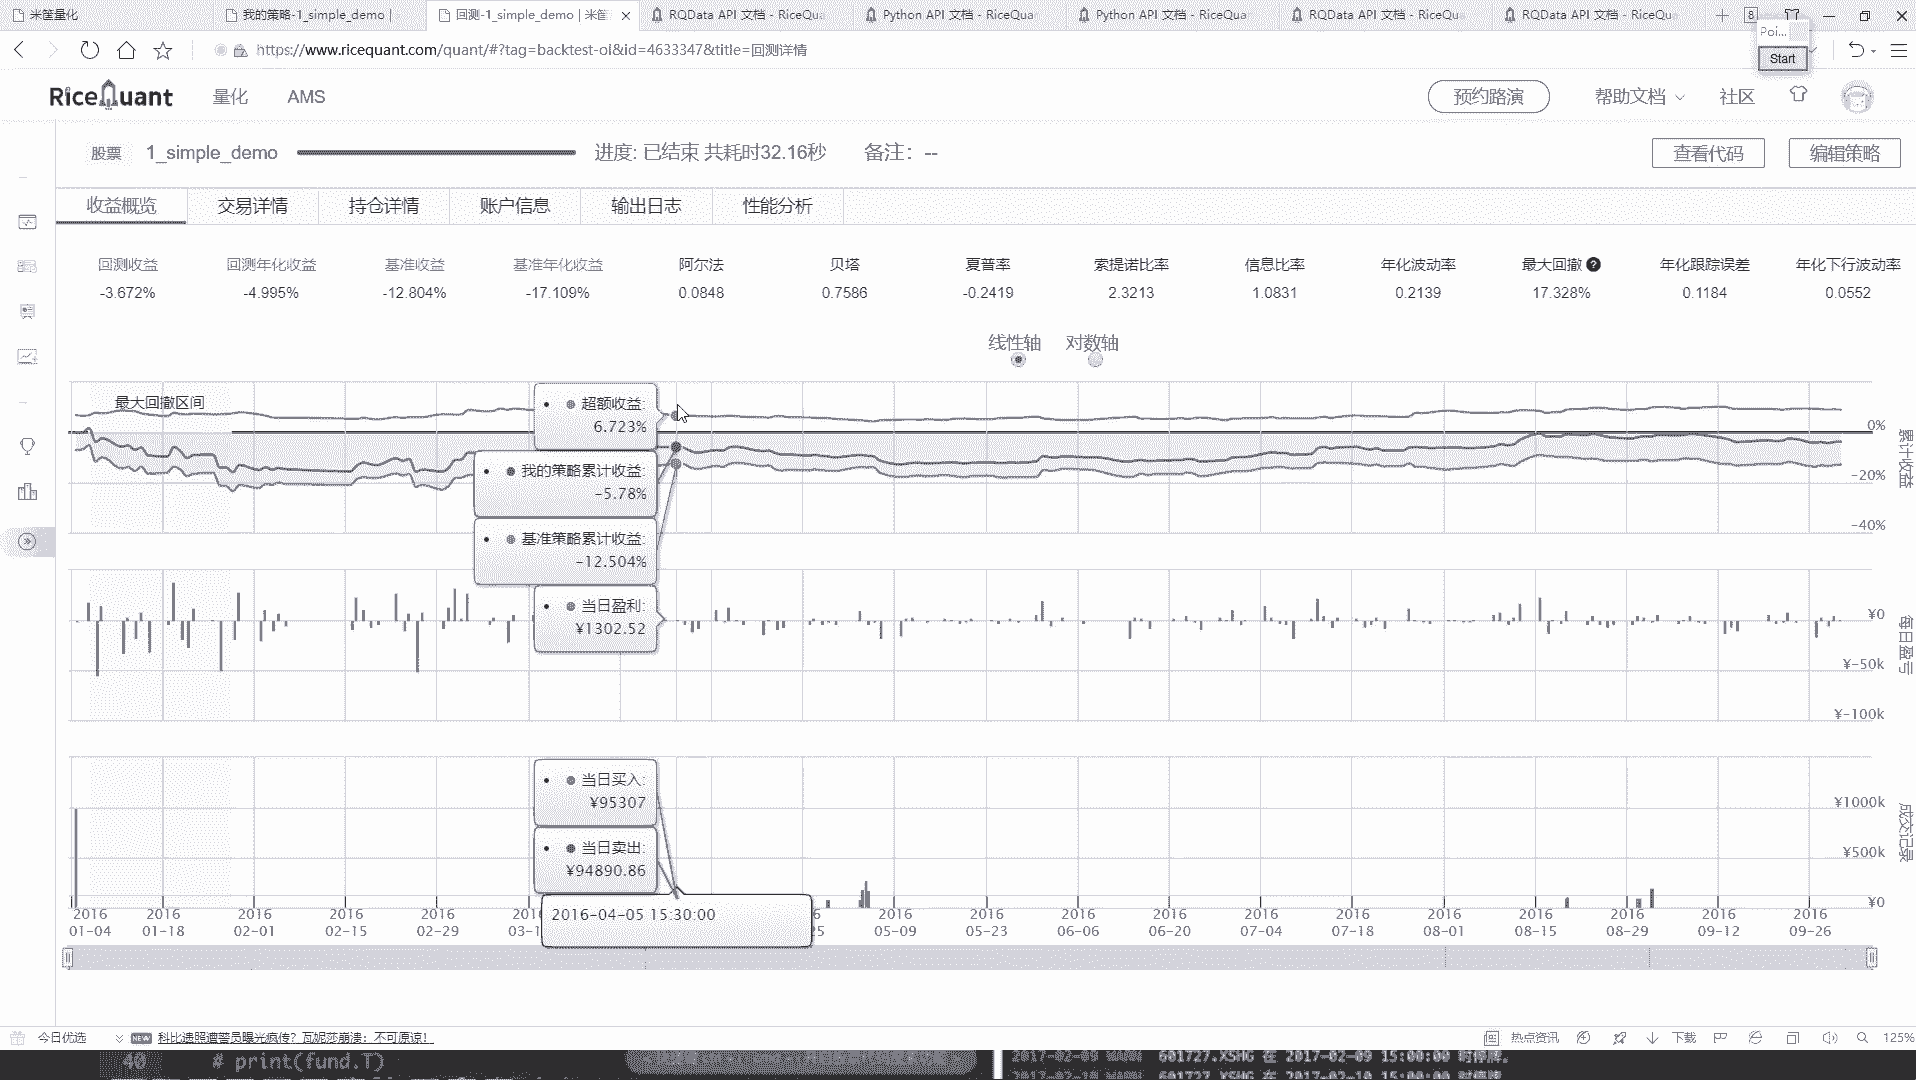 米筐量化
我的策略-1_simple_demo |
回测-1_simple_demo | 米筐
RQData API 文档 - RiceQua
Python API 文档 - RiceQua
Python API 文档 - RiceQua
RQData API 文档 - RiceQu
RQData API 文档 - RiceQua
8
Poi...
Start
https://www.ricequant.com/quant/#?tag=backtest-ol&id=4633347&title=回测详情
RiceQuant
量化
AMS
预约路演
帮助文档
社区
股票
1_simple_demo
进度: 已结束 共耗时32.16秒
备注: --
查看代码
编辑策略
收益概览
交易详情
持仓详情
账户信息
输出日志
性能分析
回测收益 回测年化收益 基准收益 基准年化收益 阿尔法 贝塔 夏普率 索提诺比率 信息比率 年化波动率 最大回撤 年化跟踪误差 年化下行波动率
-3.672% -4.995% -12.804% -17.109% 0.0848 0.7586 -0.2419 2.3213 1.0831 0.2139 17.328% 0.1184 0.0552
线性轴 对数轴
最大回撤区间
超额收益:
6.723%
我的策略累计收益:
-5.78%
基准策略累计收益:
-12.504%
0%
-20%
-40%
累计收益
当日盈利:
¥1302.52
¥0
¥-50k
¥-100k
每日盈亏
当日买入:
¥95307
当日卖出:
¥94890.86
¥1000k
¥500k
¥0
成交记录
2016-04-05 15:30:00
2016 2016 2016 2016 2016 2016 2016 2016 2016 2016 2016 2016 2016 2016 2016 2016
01-04 01-18 02-01 02-15 02-29 03-1 25 05-09 05-23 06-06 06-20 07-04 07-18 08-01 08-15 08-29 09-12 09-26
今日优选
NEW
科比遗照遭警员曝光疯传？瓦妮莎崩溃：不可原谅！
热点资讯
下载
125%
40 # print(fund.T)
2017-02-09 WARN 601727.XSHG 在 2017-02-09 15:00:00 时停牌。
2017-02-10 WARN 601727.XSHG 在 2017-02-10 15:00:00 时停牌。